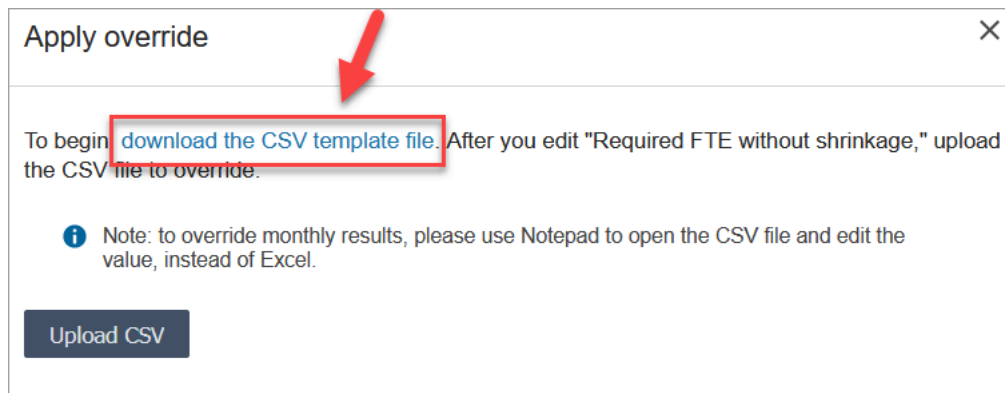 Apply override
To begin, download the CSV template file. After you edit "Required FTE without shrinkage," upload
the CSV file to override.
Note: to override monthly results, please use Notepad to open the CSV file and edit the
value, instead of Excel.
Upload CSV